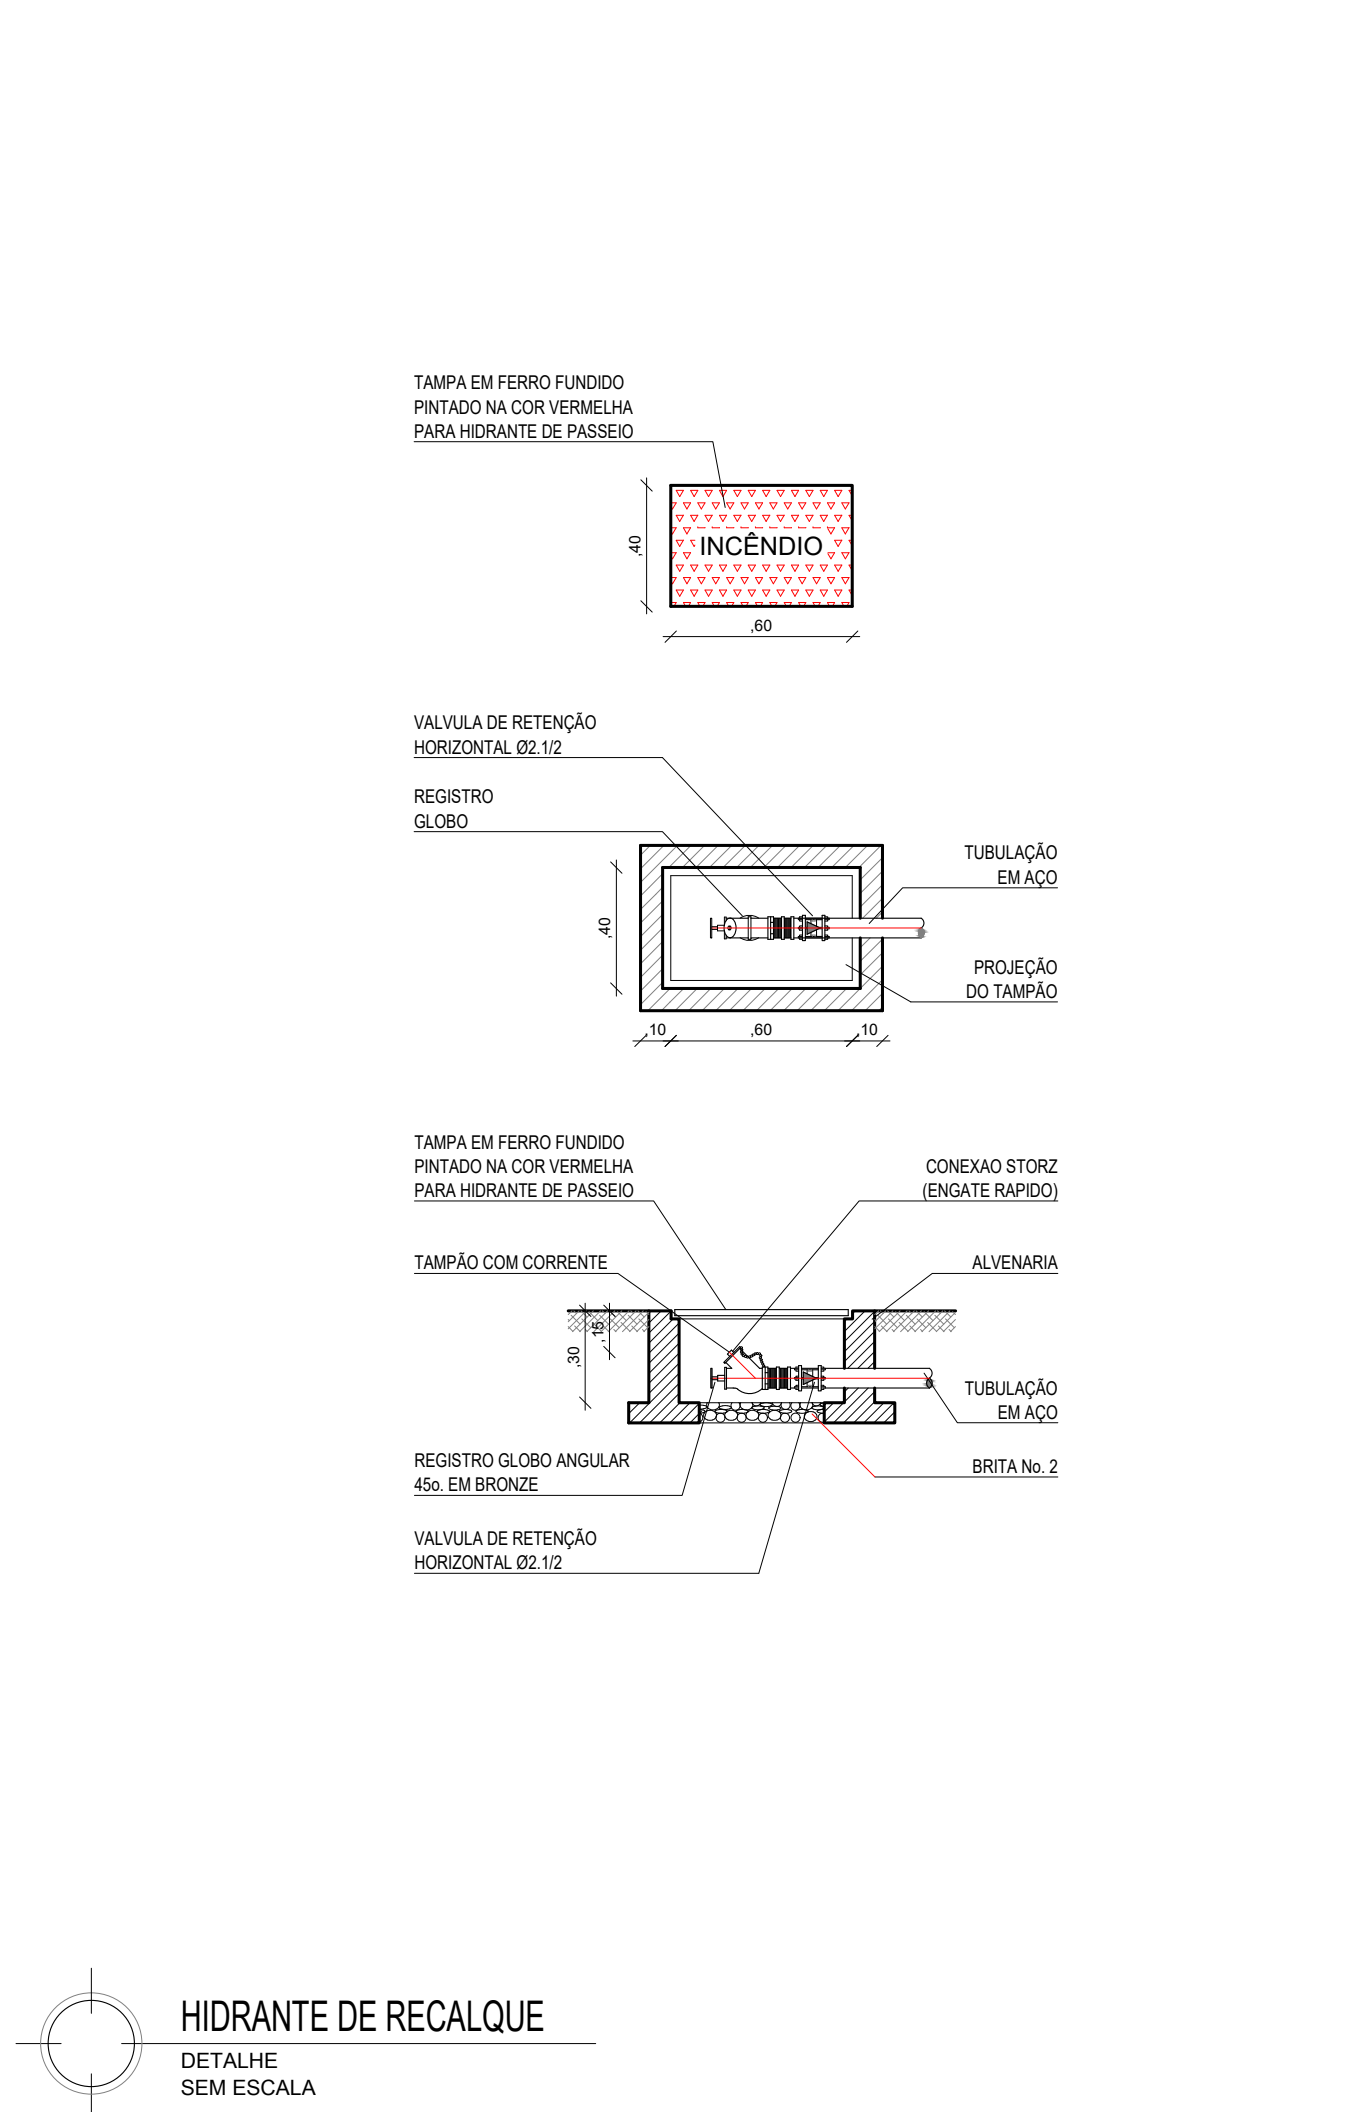 TAMPA EM FERRO FUNDIDO
PINTADO NA COR VERMELHA
PARA HIDRANTE DE PASSEIO
,40
INCÊNDIO
,60
VALVULA DE RETENÇÃO
HORIZONTAL Ø2.1/2
REGISTRO
GLOBO
TUBULAÇÃO
EM AÇO
,40
PROJEÇÃO
DO TAMPÃO
,10
,60
,10
TAMPA EM FERRO FUNDIDO
PINTADO NA COR VERMELHA
PARA HIDRANTE DE PASSEIO
CONEXAO STORZ
(ENGATE RAPIDO)
TAMPÃO COM CORRENTE
ALVENARIA
,15
,30
TUBULAÇÃO
EM AÇO
REGISTRO GLOBO ANGULAR
45o. EM BRONZE
BRITA No. 2
VALVULA DE RETENÇÃO
HORIZONTAL Ø2.1/2
HIDRANTE DE RECALQUE
DETALHE
SEM ESCALA